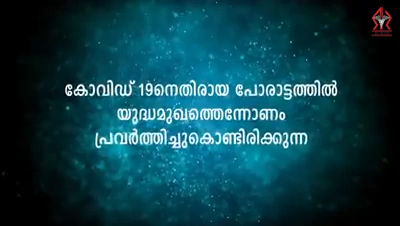 കോവിഡ് 19നെതിരായ പോരാട്ടത്തിൽ
യുദ്ധമുഖത്തെന്നോണം
പ്രവർത്തിച്ചുകൊണ്ടിരിക്കുന്ന